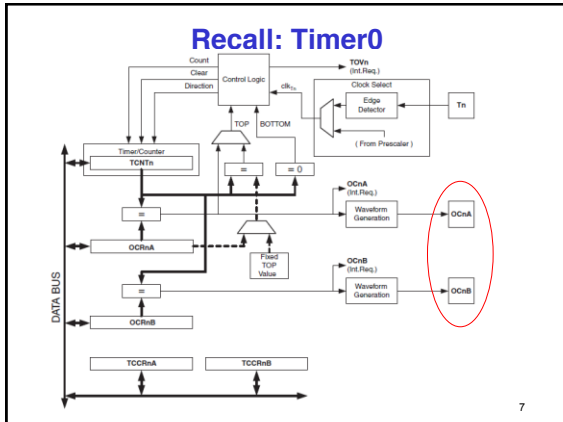 Recall: Timer0
Count
Clear
Direction
Control Logic
TOVn
(Int.Req.)
clkTn
Clock Select
Edge
Detector
Tn
( From Prescaler )
TOP
BOTTOM
Timer/Counter
TCNTn
=
= 0
=
OCnA
(Int.Req.)
Waveform
Generation
OCnA
OCRnA
Fixed
TOP
Value
OCnB
(Int.Req.)
=
Waveform
Generation
OCnB
OCRnB
DATA BUS
TCCRnA
TCCRnB
7